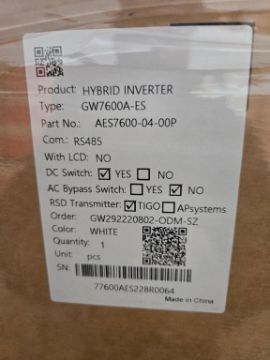 Product: HYBRID INVERTER
Type: GW7600A-ES
Part No.: AES7600-04-00P
Com.: RS485
With LCD: NO
DC Switch: ☑ YES ☐ NO
AC Bypass Switch: ☐ YES ☑ NO
RSD Transmitter: ☑ TIGO ☐ APsystems
Order: GW292220802-ODM-SZ
Color: WHITE
Quantity: 1
Unit: pcs
SN:
77600AES228R0064
Made in China